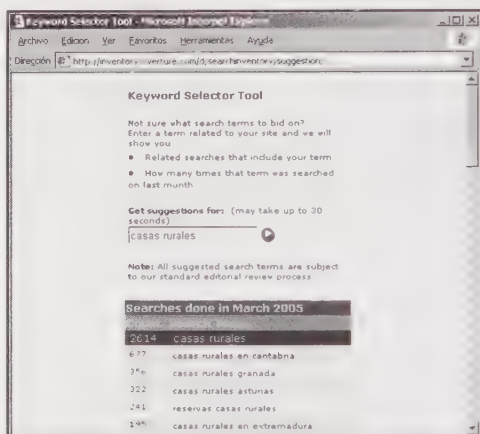 Keyword Selector Tool - Microsoft Internet Explorer
Archivo Edicion Ver Favoritos Herramientas Ayuda
Dirección
Keyword Selector Tool
Not sure what search terms to bid on?
Enter a term related to your site and we will
show you
• Related searches that include your term
• How many times that term was searched
on last month
Get suggestions for: (may take up to 30
seconds)
casas rurales
Note: All suggested search terms are subject
to our standard editorial review process
Searches done in March 2005
2614 casas rurales
627 casas rurales en cantabria
356 casas rurales granada
322 casas rurales asturias
241 reservas casas rurales
casas rurales en extremadura